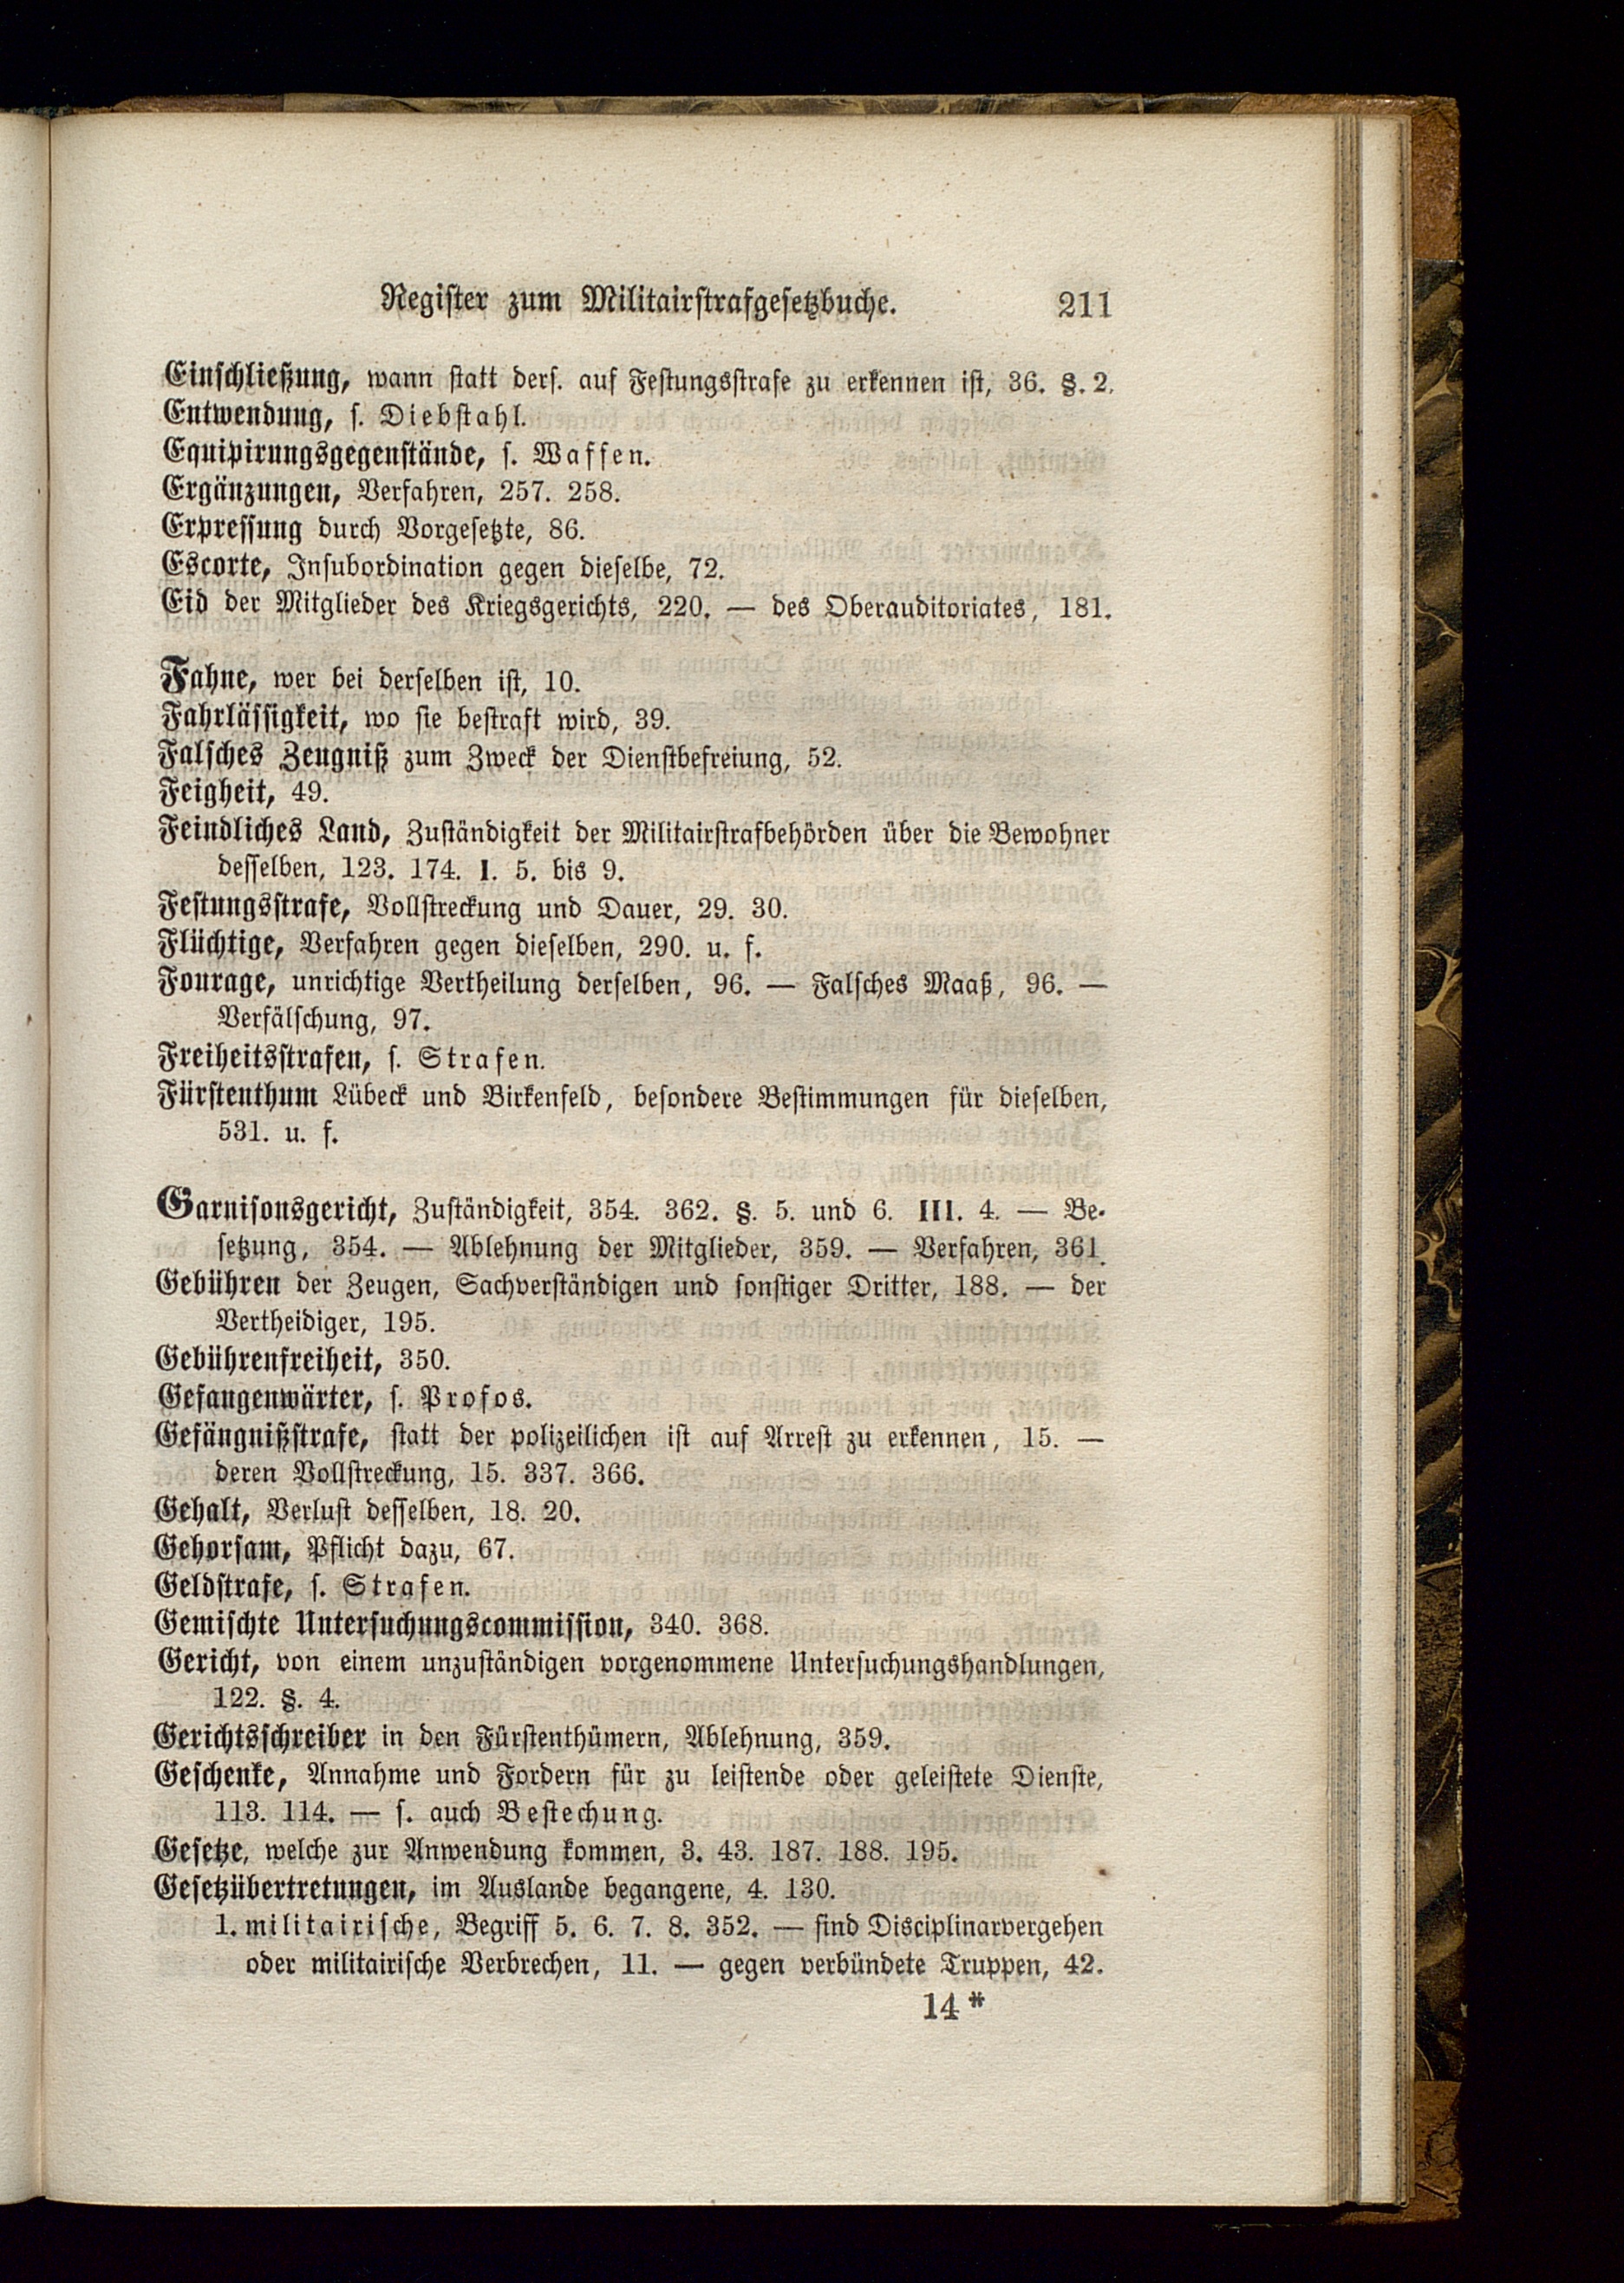 Register zum Militairstrafgesetzbuche. 211
Einschließung, wann statt ders. auf Festungsstrafe zu erkennen ist, 36. §. 2.
Entwendung, s. Diebstahl.
Equipirungsgegenstände, s. Waffen.
Ergänzungen, Verfahren, 257. 258.
Erpressung durch Vorgesetzte, 86.
Escorte, Insubordination gegen dieselbe, 72.
Eid der Mitglieder des Kriegsgerichts, 220. — des Oberauditoriates, 181.
Fahne, wer bei derselben ist, 10.
Fahrlässigkeit, wo sie bestraft wird, 39.
Falsches Zeugniß zum Zweck der Dienstbefreiung, 52.
Feigheit, 49.
Feindliches Land, Zuständigkeit der Militairstrafbehörden über die Bewohner
desselben, 123. 174. I. 5. bis 9.
Festungsstrafe, Vollstreckung und Dauer, 29. 30.
Flüchtige, Verfahren gegen dieselben, 290. u. f.
Fourage, unrichtige Vertheilung derselben, 96. — Falsches Maaß, 96. —
Verfälschung, 97.
Freiheitsstrafen, s. Strafen.
Fürstenthum Lübeck und Birkenfeld, besondere Bestimmungen für dieselben,
531. u. f.
Garnisonsgericht, Zuständigkeit, 354. 362. §. 5. und 6. III. 4. — Be-
setzung, 354. — Ablehnung der Mitglieder, 359. — Verfahren, 361.
Gebühren der Zeugen, Sachverständigen und sonstiger Dritter, 188. — der
Vertheidiger, 195.
Gebührenfreiheit, 350.
Gefangenwärter, s. Profos.
Gefängnißstrafe, statt der polizeilichen ist auf Arrest zu erkennen, 15. —
deren Vollstreckung, 15. 337. 366.
Gehalt, Verlust desselben, 18. 20.
Gehorsam, Pflicht dazu, 67.
Geldstrafe, s. Strafen.
Gemischte Untersuchungscommission, 340. 368.
Gericht, von einem unzuständigen vorgenommene Untersuchungshandlungen,
122. §. 4.
Gerichtsschreiber in den Fürstenthümern, Ablehnung, 359.
Geschenke, Annahme und Fordern für zu leistende oder geleistete Dienste,
113. 114. — s. auch Bestechung.
Gesetze, welche zur Anwendung kommen, 3. 43. 187. 188. 195.
Gesetzübertretungen, im Auslande begangene, 4. 130.
1. militairische, Begriff 5. 6. 7. 8. 352. — sind Disciplinarvergehen
oder militairische Verbrechen, 11. — gegen verbündete Truppen, 42.
14*